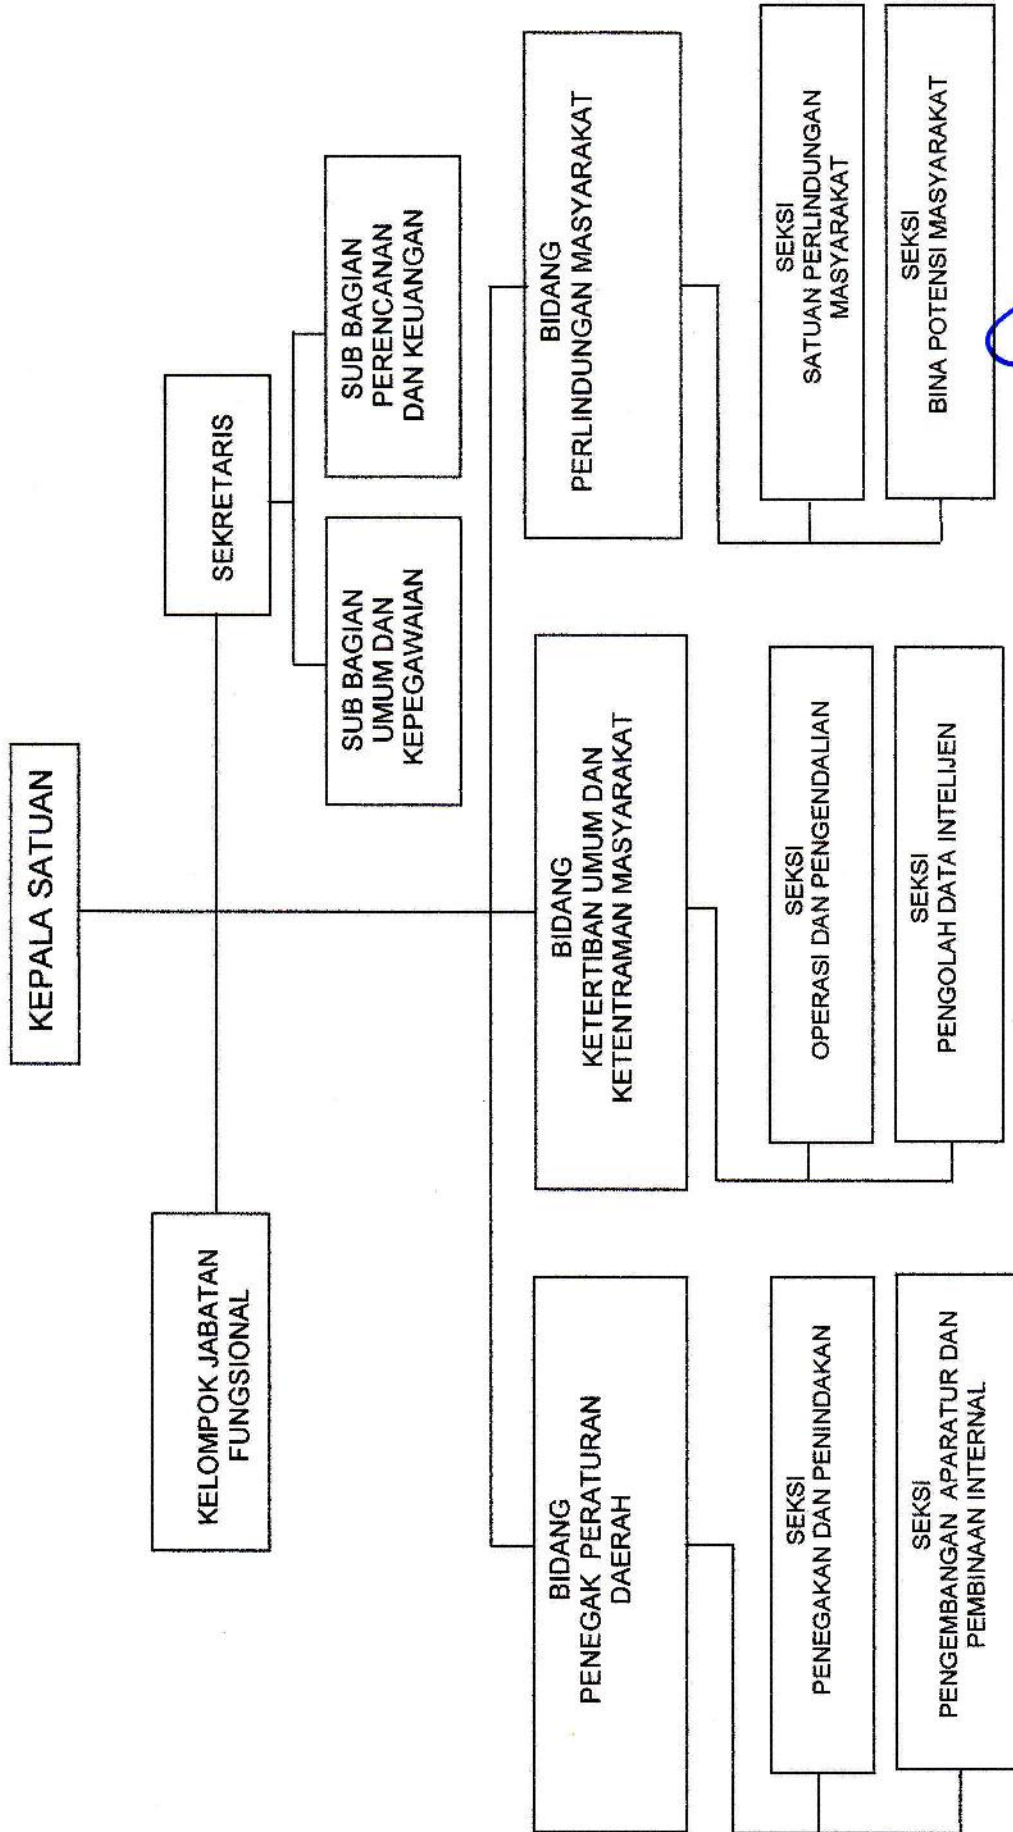 KEPALA SATUAN
KELOMPOK JABATAN
FUNGSIONAL
SEKRETARIS
SUB BAGIAN
UMUM DAN
KEPEGAWAIAN
SUB BAGIAN
PERENCANAN
DAN KEUANGAN
BIDANG
PENEGAK PERATURAN
DAERAH
BIDANG
KETERTIBAN UMUM DAN
KETENTRAMAN MASYARAKAT
BIDANG
PERLINDUNGAN MASYARAKAT
SEKSI
PENEGAKAN DAN PENINDAKAN
SEKSI
PENGEMBANGAN APARATUR DAN
PEMBINAAN INTERNAL
SEKSI
OPERASI DAN PENGENDALIAN
SEKSI
PENGOLAH DATA INTELIJEN
SEKSI
SATUAN PERLINDUNGAN
MASYARAKAT
SEKSI
BINA POTENSI MASYARAKAT